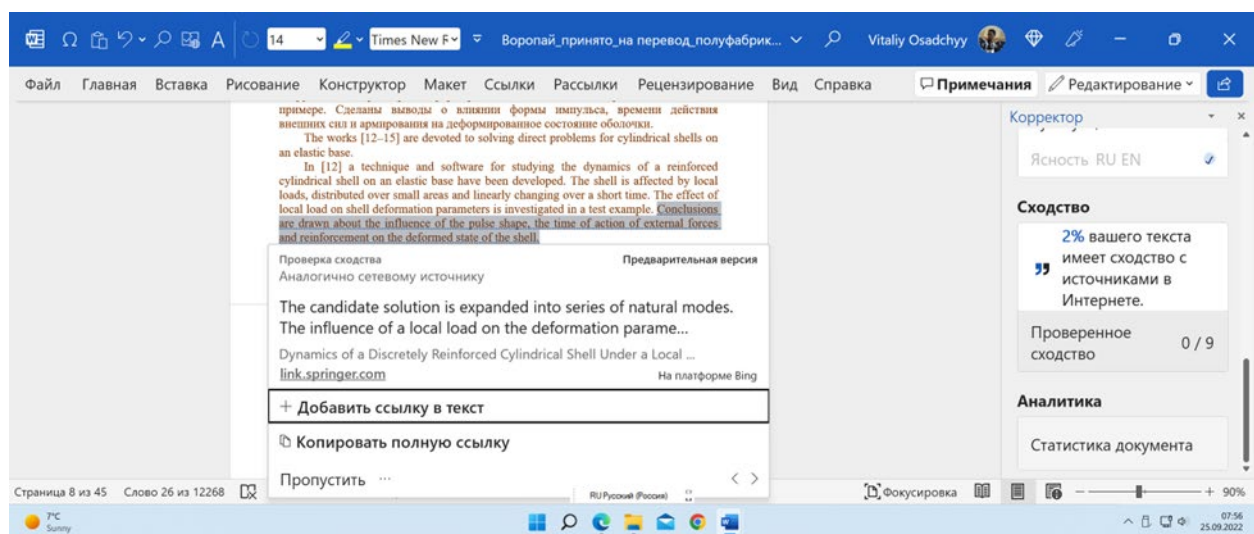 14
Times New F
Воропай_принято_на перевод_полуфабрик...
Vitaliy Osadchyy
Файл Главная Вставка Рисование Конструктор Макет Ссылки Рассылки Рецензирование Вид Справка Примечания Редактирование
примере. Сделаны выводы о влиянии формы импульса, времени действия
внешних сил и армирования на деформированное состояние оболочки.
The works [12–15] are devoted to solving direct problems for cylindrical shells on
an elastic base.
In [12] a technique and software for studying the dynamics of a reinforced
cylindrical shell on an elastic base have been developed. The shell is affected by local
loads, distributed over small areas and linearly changing over a short time. The effect of
local load on shell deformation parameters is investigated in a test example. Conclusions
are drawn about the influence of the pulse shape, the time of action of external forces
and reinforcement on the deformed state of the shell.
Проверка сходства Предварительная версия
Аналогично сетевому источнику
The candidate solution is expanded into series of natural modes.
The influence of a local load on the deformation parame...
Dynamics of a Discretely Reinforced Cylindrical Shell Under a Local ...
link.springer.com На платформе Bing
+ Добавить ссылку в текст
Копировать полную ссылку
Пропустить ...
Корректор
Ясность RU EN
Сходство
2% вашего текста
имеет сходство с
источниками в
Интернете.
Проверенное
сходство 0 / 9
Аналитика
Статистика документа
Страница 8 из 45 Слово 26 из 12268
RU Русский (Россия)
Фокусировка
90%
7°C
Sunny
07:56
25.09.2022